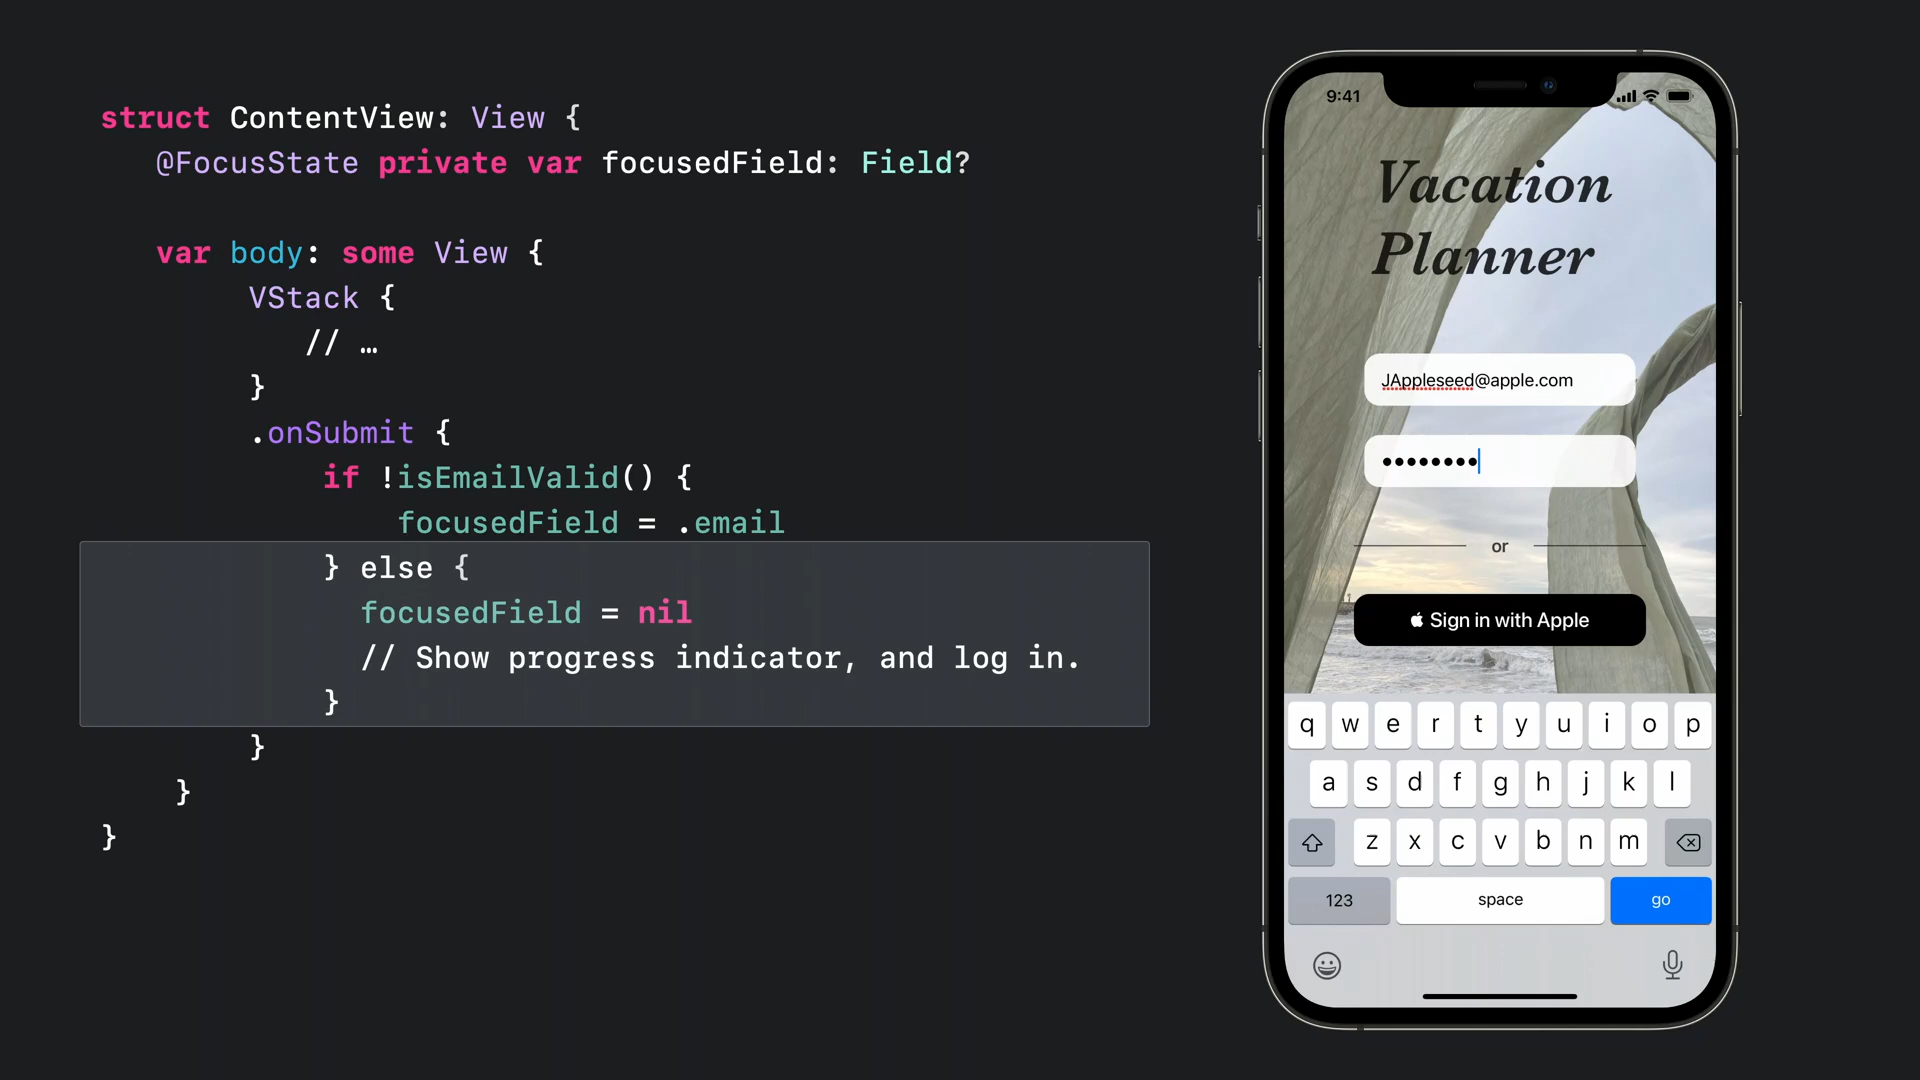 struct ContentView: View {
@FocusState private var focusedField: Field?
var body: some View {
VStack {
// …
}
.onSubmit {
if !isEmailValid() {
focusedField = .email
} else {
focusedField = nil
// Show progress indicator, and log in.
}
}
}
}
9:41
Vacation
Planner
JAppleseed@apple.com
••••••••
or
Sign in with Apple
q w e r t y u i o p
a s d f g h j k l
z x c v b n m
123 space go